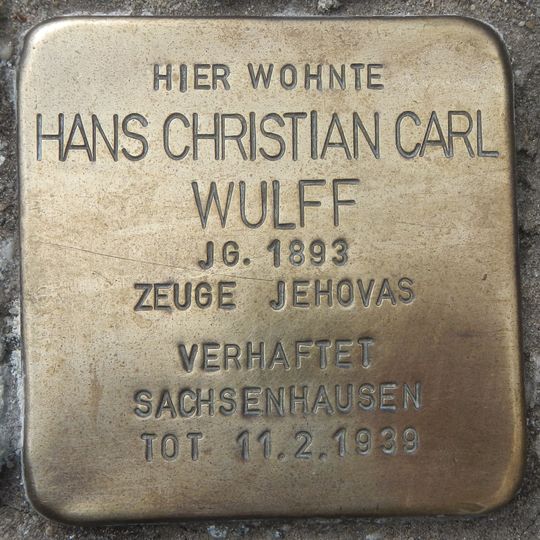 HIER WOHNTE
HANS CHRISTIAN CARL
WULFF
JG. 1893
ZEUGE JEHOVAS
VERHAFTET
SACHSENHAUSEN
TOT 11.2.1939